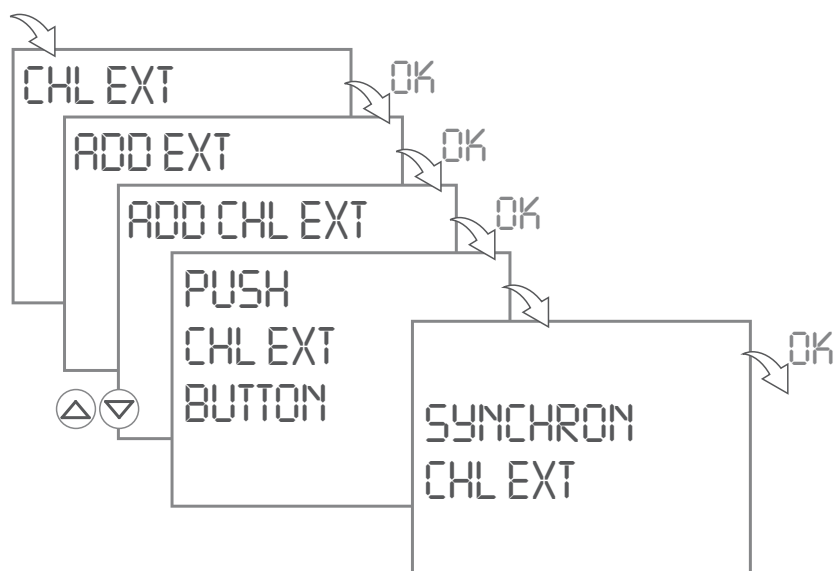 CHL EXT
OK
ADD EXT
OK
ADD CHL EXT
OK
PUSH
CHL EXT
BUTTON
OK
SYNCHRON
CHL EXT